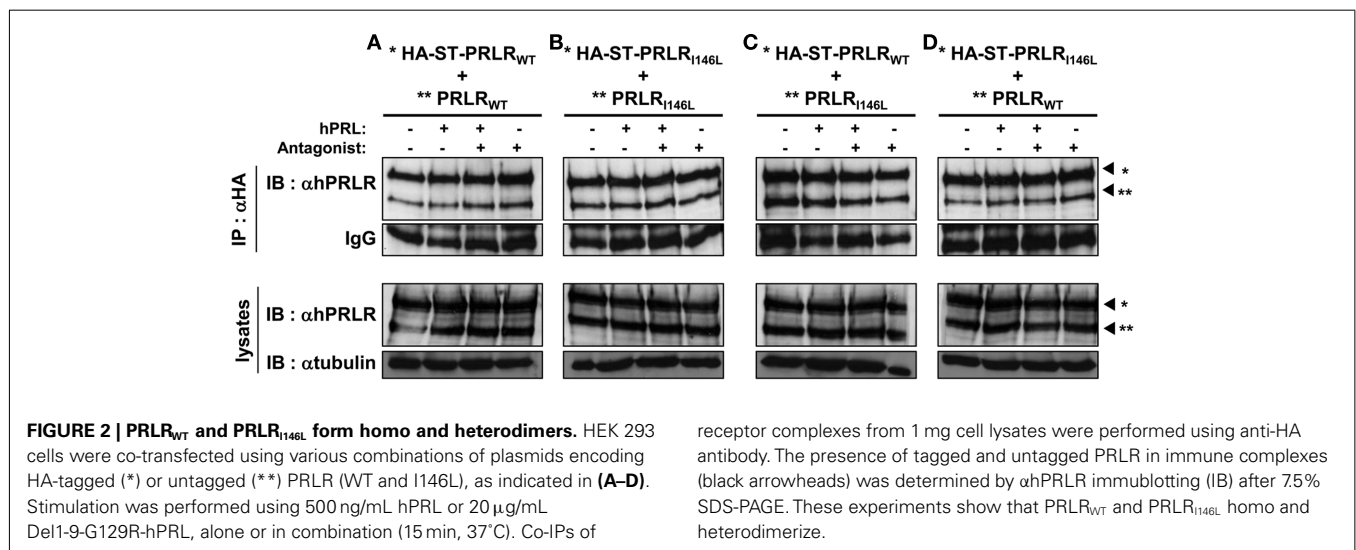 A * HA-ST-PRLRWT + ** PRLRWT
B * HA-ST-PRLRI146L + ** PRLRI146L
C * HA-ST-PRLRWT + ** PRLRI146L
D * HA-ST-PRLRI146L + ** PRLRWT
hPRL: - + + - - + + - - + + - - + + -
Antagonist: - - + + - - + + - - + + - - + +
IP : αHA
IB : αhPRLR
*
**
IgG
lysates
IB : αhPRLR
*
**
IB : αtubulin
FIGURE 2 | PRLRWT and PRLRI146L form homo and heterodimers. HEK 293
cells were co-transfected using various combinations of plasmids encoding
HA-tagged (*) or untagged (**) PRLR (WT and I146L), as indicated in (A–D).
Stimulation was performed using 500 ng/mL hPRL or 20 μg/mL
Del1-9-G129R-hPRL, alone or in combination (15 min, 37˚C). Co-IPs of
receptor complexes from 1 mg cell lysates were performed using anti-HA
antibody. The presence of tagged and untagged PRLR in immune complexes
(black arrowheads) was determined by αhPRLR immublotting (IB) after 7.5%
SDS-PAGE. These experiments show that PRLRWT and PRLRI146L homo and
heterodimerize.